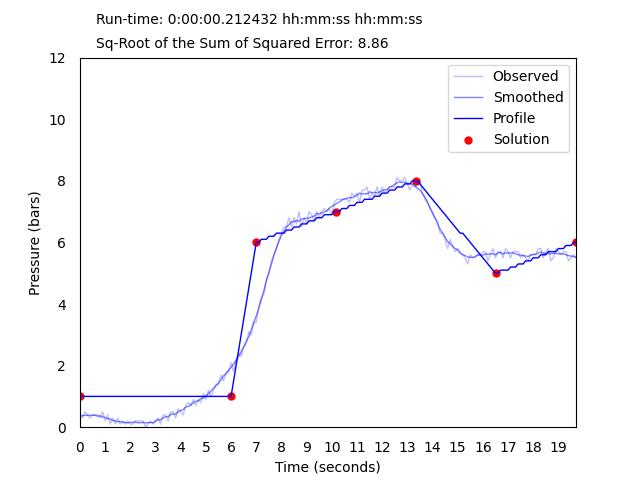 Run-time: 0:00:00.212432 hh:mm:ss hh:mm:ss
Sq-Root of the Sum of Squared Error: 8.86
12
10
8
6
4
2
0
Pressure (bars)
Observed
Smoothed
Profile
Solution
0 1 2 3 4 5 6 7 8 9 10 11 12 13 14 15 16 17 18 19
Time (seconds)